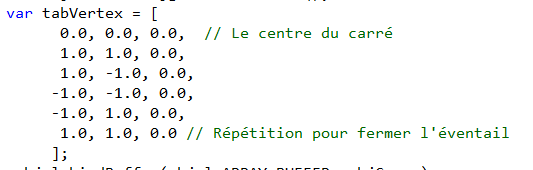 var tabVertex = [
0.0, 0.0, 0.0,  // Le centre du carré
1.0, 1.0, 0.0,
1.0, -1.0, 0.0,
-1.0, -1.0, 0.0,
-1.0, 1.0, 0.0,
1.0, 1.0, 0.0 // Répétition pour fermer l'éventail
];